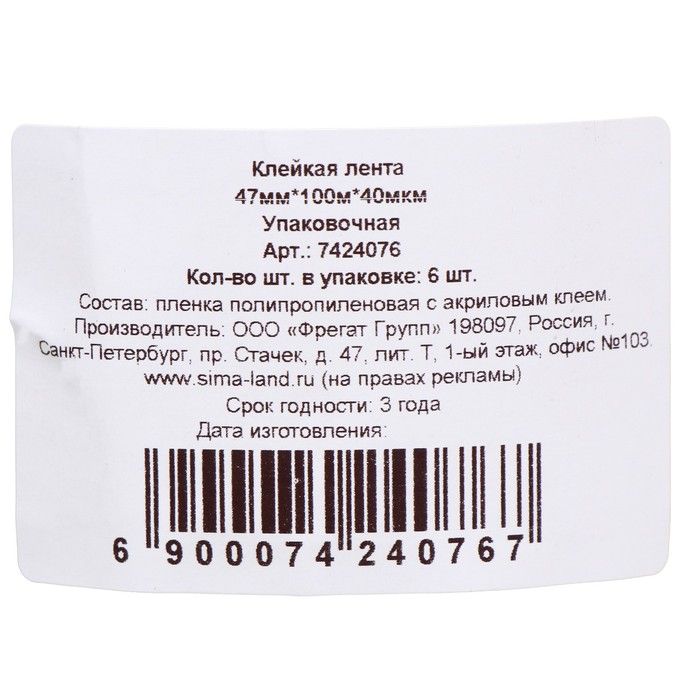 Клейкая лента
47мм*100м*40мкм
Упаковочная
Арт.: 7424076
Кол-во шт. в упаковке: 6 шт.
Состав: пленка полипропиленовая с акриловым клеем.
Производитель: ООО «Фрегат Групп» 198097, Россия, г.
Санкт-Петербург, пр. Стачек, д. 47, лит. Т, 1-ый этаж, офис №103.
www.sima-land.ru (на правах рекламы)
Срок годности: 3 года
Дата изготовления:
6 900074 240767